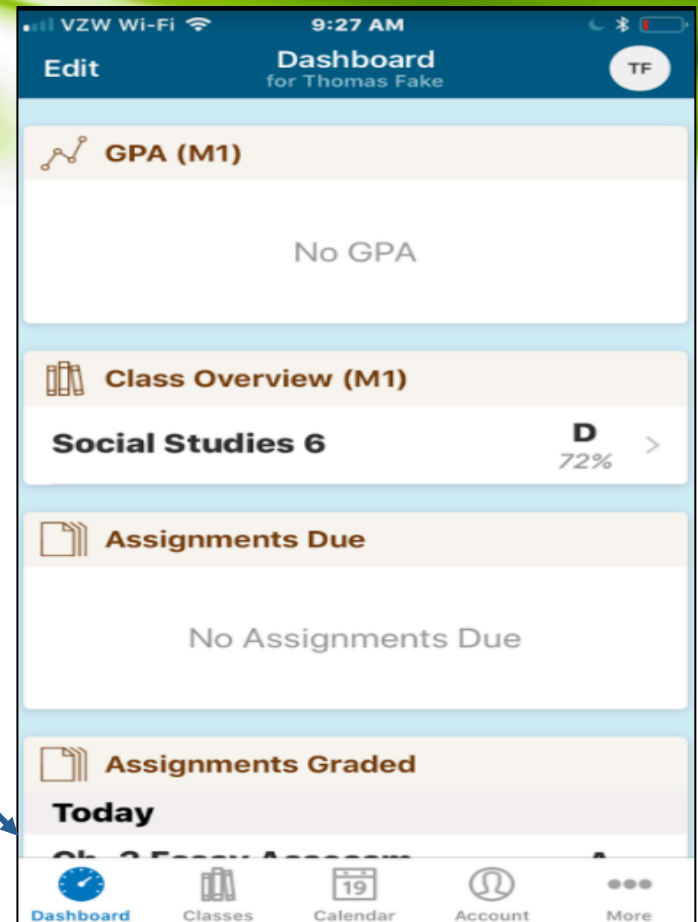 VZW Wi-Fi 9:27 AM
Edit Dashboard TF
for Thomas Fake
GPA (M1)
No GPA
Class Overview (M1)
Social Studies 6 D
72%
Assignments Due
No Assignments Due
Assignments Graded
Today
19
Dashboard Classes Calendar Account More